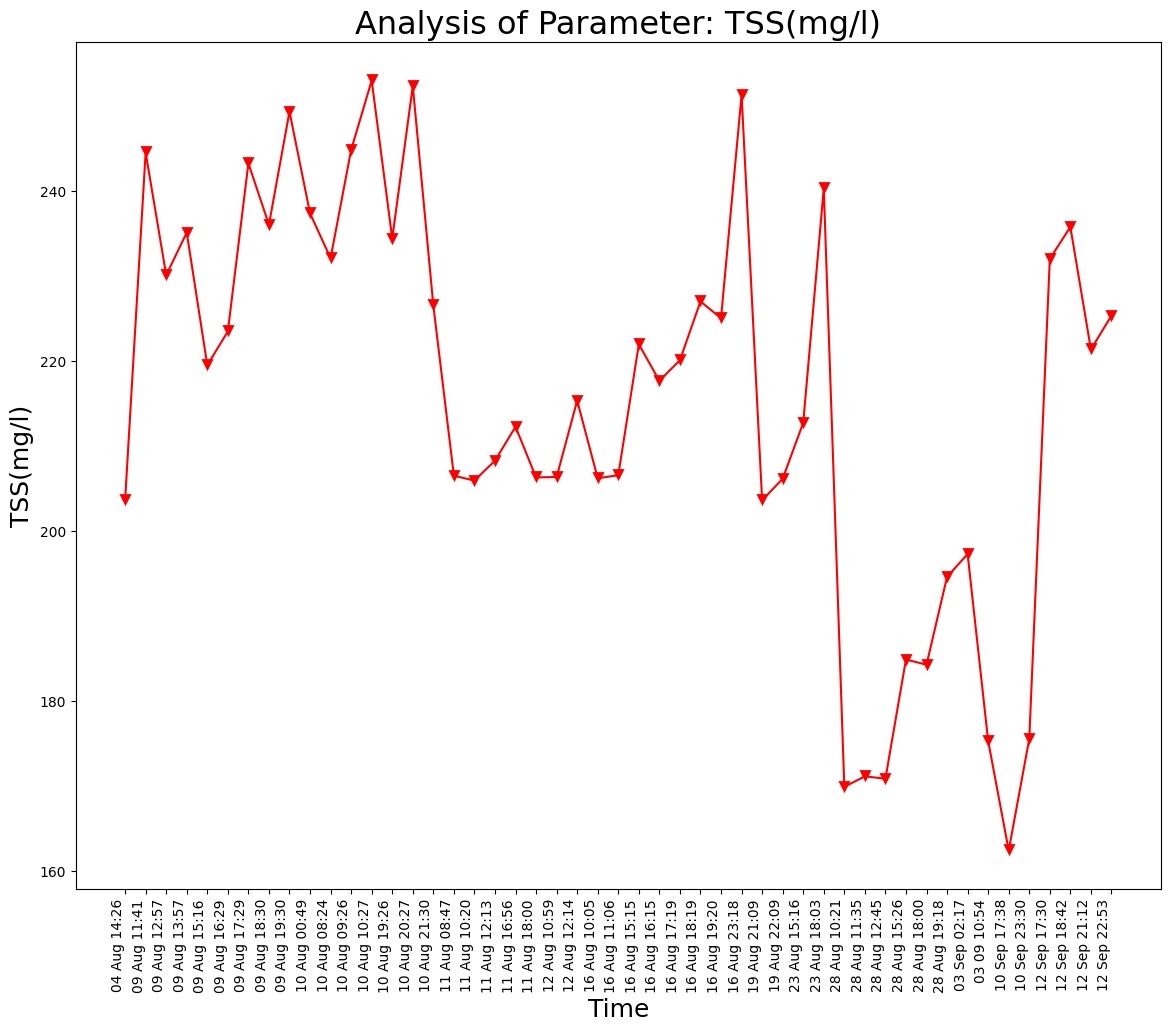 Analysis of Parameter: TSS(mg/l)
TSS(mg/l)
240
220
200
180
160
04 Aug 14:26
09 Aug 11:41
09 Aug 12:57
09 Aug 13:57
09 Aug 15:16
09 Aug 16:29
09 Aug 17:29
09 Aug 18:30
09 Aug 19:30
10 Aug 00:49
10 Aug 08:24
10 Aug 09:26
10 Aug 10:27
10 Aug 19:26
10 Aug 20:27
10 Aug 21:30
11 Aug 08:47
11 Aug 10:20
11 Aug 12:13
11 Aug 16:56
11 Aug 18:00
12 Aug 10:59
12 Aug 12:14
16 Aug 10:05
16 Aug 11:06
16 Aug 15:15
16 Aug 16:15
16 Aug 17:19
16 Aug 18:19
16 Aug 19:20
16 Aug 23:18
19 Aug 21:09
19 Aug 22:09
23 Aug 15:16
23 Aug 18:03
28 Aug 10:21
28 Aug 11:35
28 Aug 12:45
28 Aug 15:26
28 Aug 18:00
28 Aug 19:18
03 Sep 02:17
03 09 10:54
10 Sep 17:38
10 Sep 23:30
12 Sep 17:30
12 Sep 18:42
12 Sep 21:12
12 Sep 22:53
Time